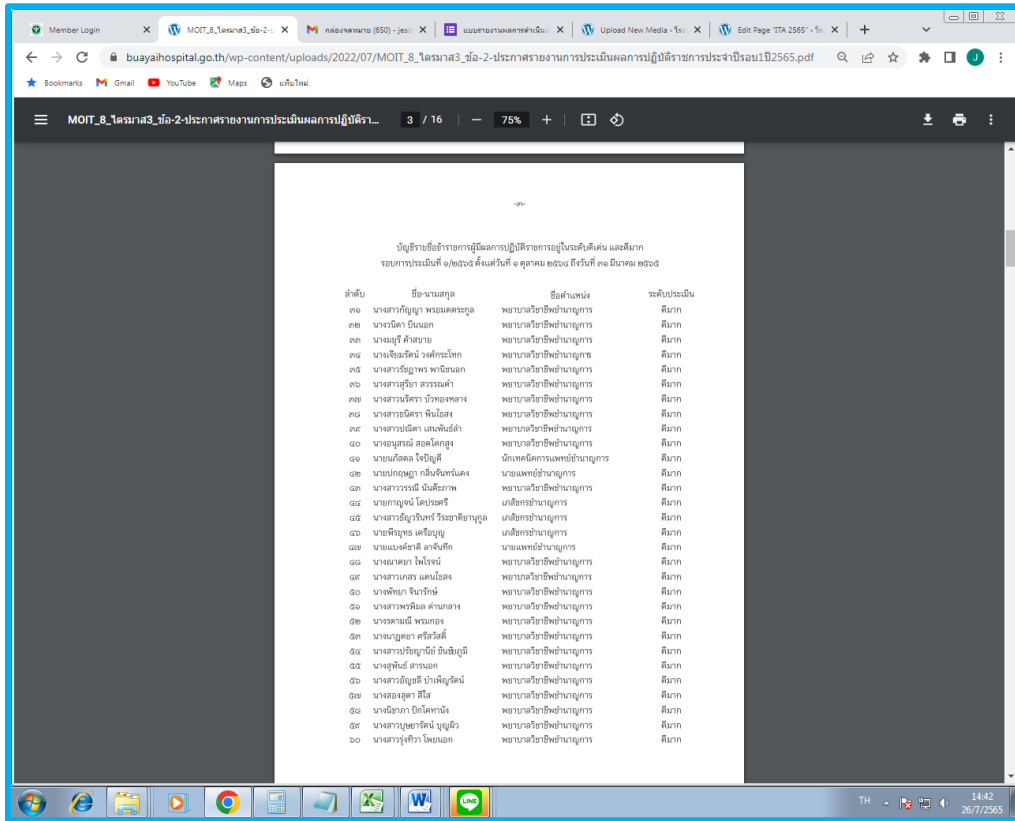 Member Login
MOIT_8_ไตรมาส3_ข้อ-2-ป
กล่องจดหมาย (650) - jeab
แบบรายงานผลการดำเนิน
Upload New Media ‹ โรง
Edit Page "ITA 2565" ‹ โร
buayaihospital.go.th/wp-content/uploads/2022/07/MOIT_8_ไตรมาส3_ข้อ-2-ประกาศรายงานการประเมินผลการปฏิบัติราชการประจำปีรอบ1ปี2565.pdf
Bookmarks Gmail YouTube Maps แท็บใหม่
MOIT_8_ไตรมาส3_ข้อ-2-ประกาศรายงานการประเมินผลการปฏิบัติรา... 3 / 16 75%
-๓-
บัญชีรายชื่อข้าราชการผู้มีผลการปฏิบัติราชการอยู่ในระดับดีเด่น และดีมาก
รอบการประเมินที่ ๑/๒๕๖๕ ตั้งแต่วันที่ ๑ ตุลาคม ๒๕๖๔ ถึงวันที่ ๓๑ มีนาคม ๒๕๖๕
ลำดับ ชื่อ-นามสกุล ชื่อตำแหน่ง ระดับประเมิน
๓๑ นางสาวกัญญา พรอมตตระกูล พยาบาลวิชาชีพชำนาญการ ดีมาก
๓๒ นางวนิดา บินนอก พยาบาลวิชาชีพชำนาญการ ดีมาก
๓๓ นางมยุรี ค้าสบาย พยาบาลวิชาชีพชำนาญการ ดีมาก
๓๔ นางเจียมรัตน์ วงศ์กระโทก พยาบาลวิชาชีพชำนาญการ ดีมาก
๓๕ นางสาวรัชฎาพร พานิชนอก พยาบาลวิชาชีพชำนาญการ ดีมาก
๓๖ นางสาวสุริยา สวรรณคำ พยาบาลวิชาชีพชำนาญการ ดีมาก
๓๗ นางสาวนริศรา บัวทองหลาง พยาบาลวิชาชีพชำนาญการ ดีมาก
๓๘ นางสาวธนิศรา พินไธสง พยาบาลวิชาชีพชำนาญการ ดีมาก
๓๙ นางสาวปณิตา เสนพันธ์ลำ พยาบาลวิชาชีพชำนาญการ ดีมาก
๔๐ นางอนุสรณ์ สอดโคกสูง พยาบาลวิชาชีพชำนาญการ ดีมาก
๔๑ นายนภัสดล ใจปัญดี นักเทคนิคการแพทย์ชำนาญการ ดีมาก
๔๒ นายปกฤษฎา กลิ่นจันทร์แดง นายแพทย์ชำนาญการ ดีมาก
๔๓ นางสาววรรณี นันต๊ะภาพ พยาบาลวิชาชีพชำนาญการ ดีมาก
๔๔ นายกาญจน์ โตประศรี เภสัชกรชำนาญการ ดีมาก
๔๕ นางสาวธัญวรินทร์ วีระชาติยานุกูล เภสัชกรชำนาญการ ดีมาก
๔๖ นายพีรยุทธ เครือบุญ เภสัชกรชำนาญการ ดีมาก
๔๗ นายแบงค์ชาติ ลาจันทึก นายแพทย์ชำนาญการ ดีมาก
๔๘ นางณาตยา ไพโรจน์ พยาบาลวิชาชีพชำนาญการ ดีมาก
๔๙ นางสาวเกสร แดนไธสง พยาบาลวิชาชีพชำนาญการ ดีมาก
๕๐ นางพัทยา จินารักษ์ พยาบาลวิชาชีพชำนาญการ ดีมาก
๕๑ นางสาวพรพิมล ด่านกลาง พยาบาลวิชาชีพชำนาญการ ดีมาก
๕๒ นางรดามณี พรมกอง พยาบาลวิชาชีพชำนาญการ ดีมาก
๕๓ นางนาฏตยา ศรีสวัสดิ์ พยาบาลวิชาชีพชำนาญการ ดีมาก
๕๔ นางสาวปรัชญานีย์ ขันชัยภูมิ พยาบาลวิชาชีพชำนาญการ ดีมาก
๕๕ นางสุพันธ์ สารนอก พยาบาลวิชาชีพชำนาญการ ดีมาก
๕๖ นางสาวอัญชลี บำเพ็ญรัตน์ พยาบาลวิชาชีพชำนาญการ ดีมาก
๕๗ นางสองสุดา สีใส พยาบาลวิชาชีพชำนาญการ ดีมาก
๕๘ นางนิชาภา ปักโคทานัง พยาบาลวิชาชีพชำนาญการ ดีมาก
๕๙ นางสาวบุษยารัตน์ บุญผิว พยาบาลวิชาชีพชำนาญการ ดีมาก
๖๐ นางสาวรุ่งทิวา โพยนอก พยาบาลวิชาชีพชำนาญการ ดีมาก
TH 14:42
26/7/2565